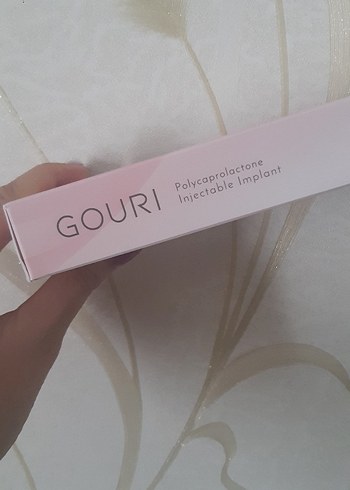 GOURI
Polycaprolactone
Injectable Implant